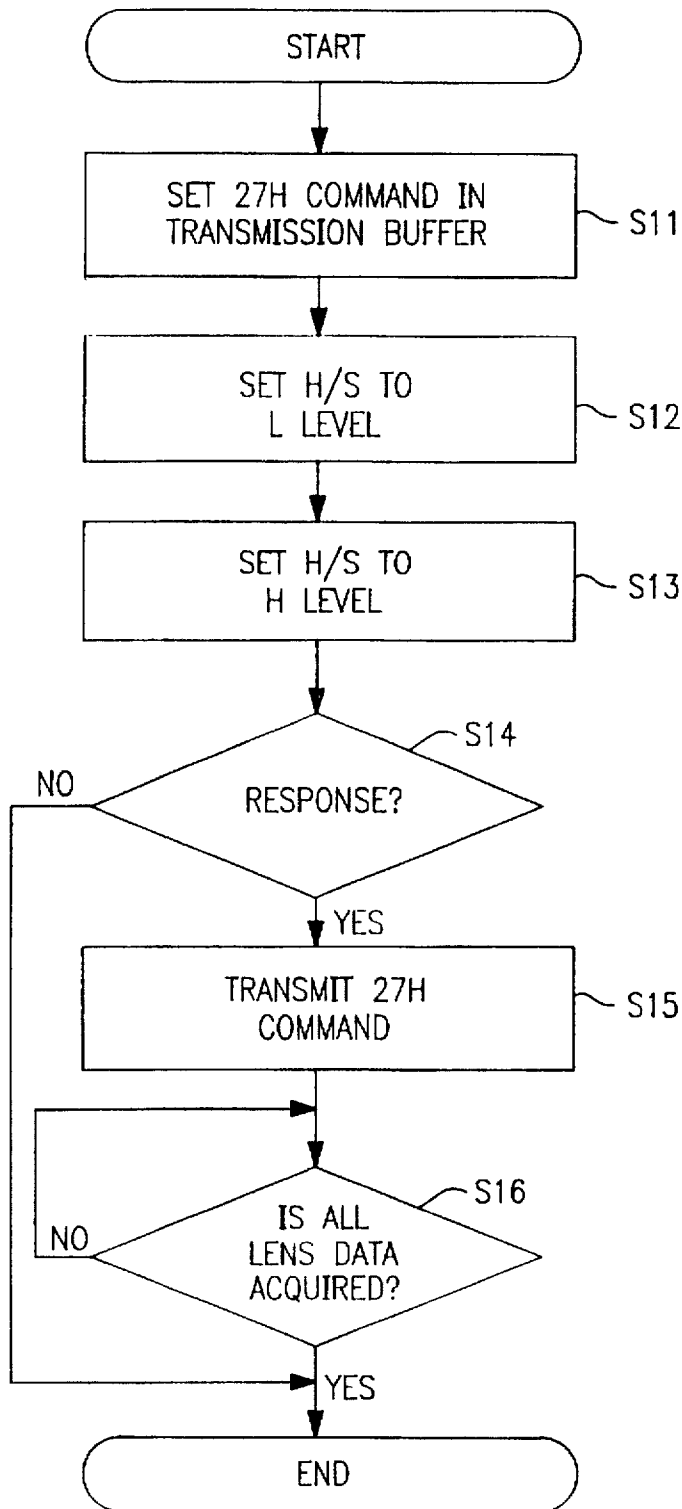 START
SET 27H COMMAND IN
TRANSMISSION BUFFER
S11
SET H/S TO
L LEVEL
S12
SET H/S TO
H LEVEL
S13
S14
NO
RESPONSE?
YES
TRANSMIT 27H
COMMAND
S15
S16
IS ALL
NO
LENS DATA
ACQUIRED?
YES
END